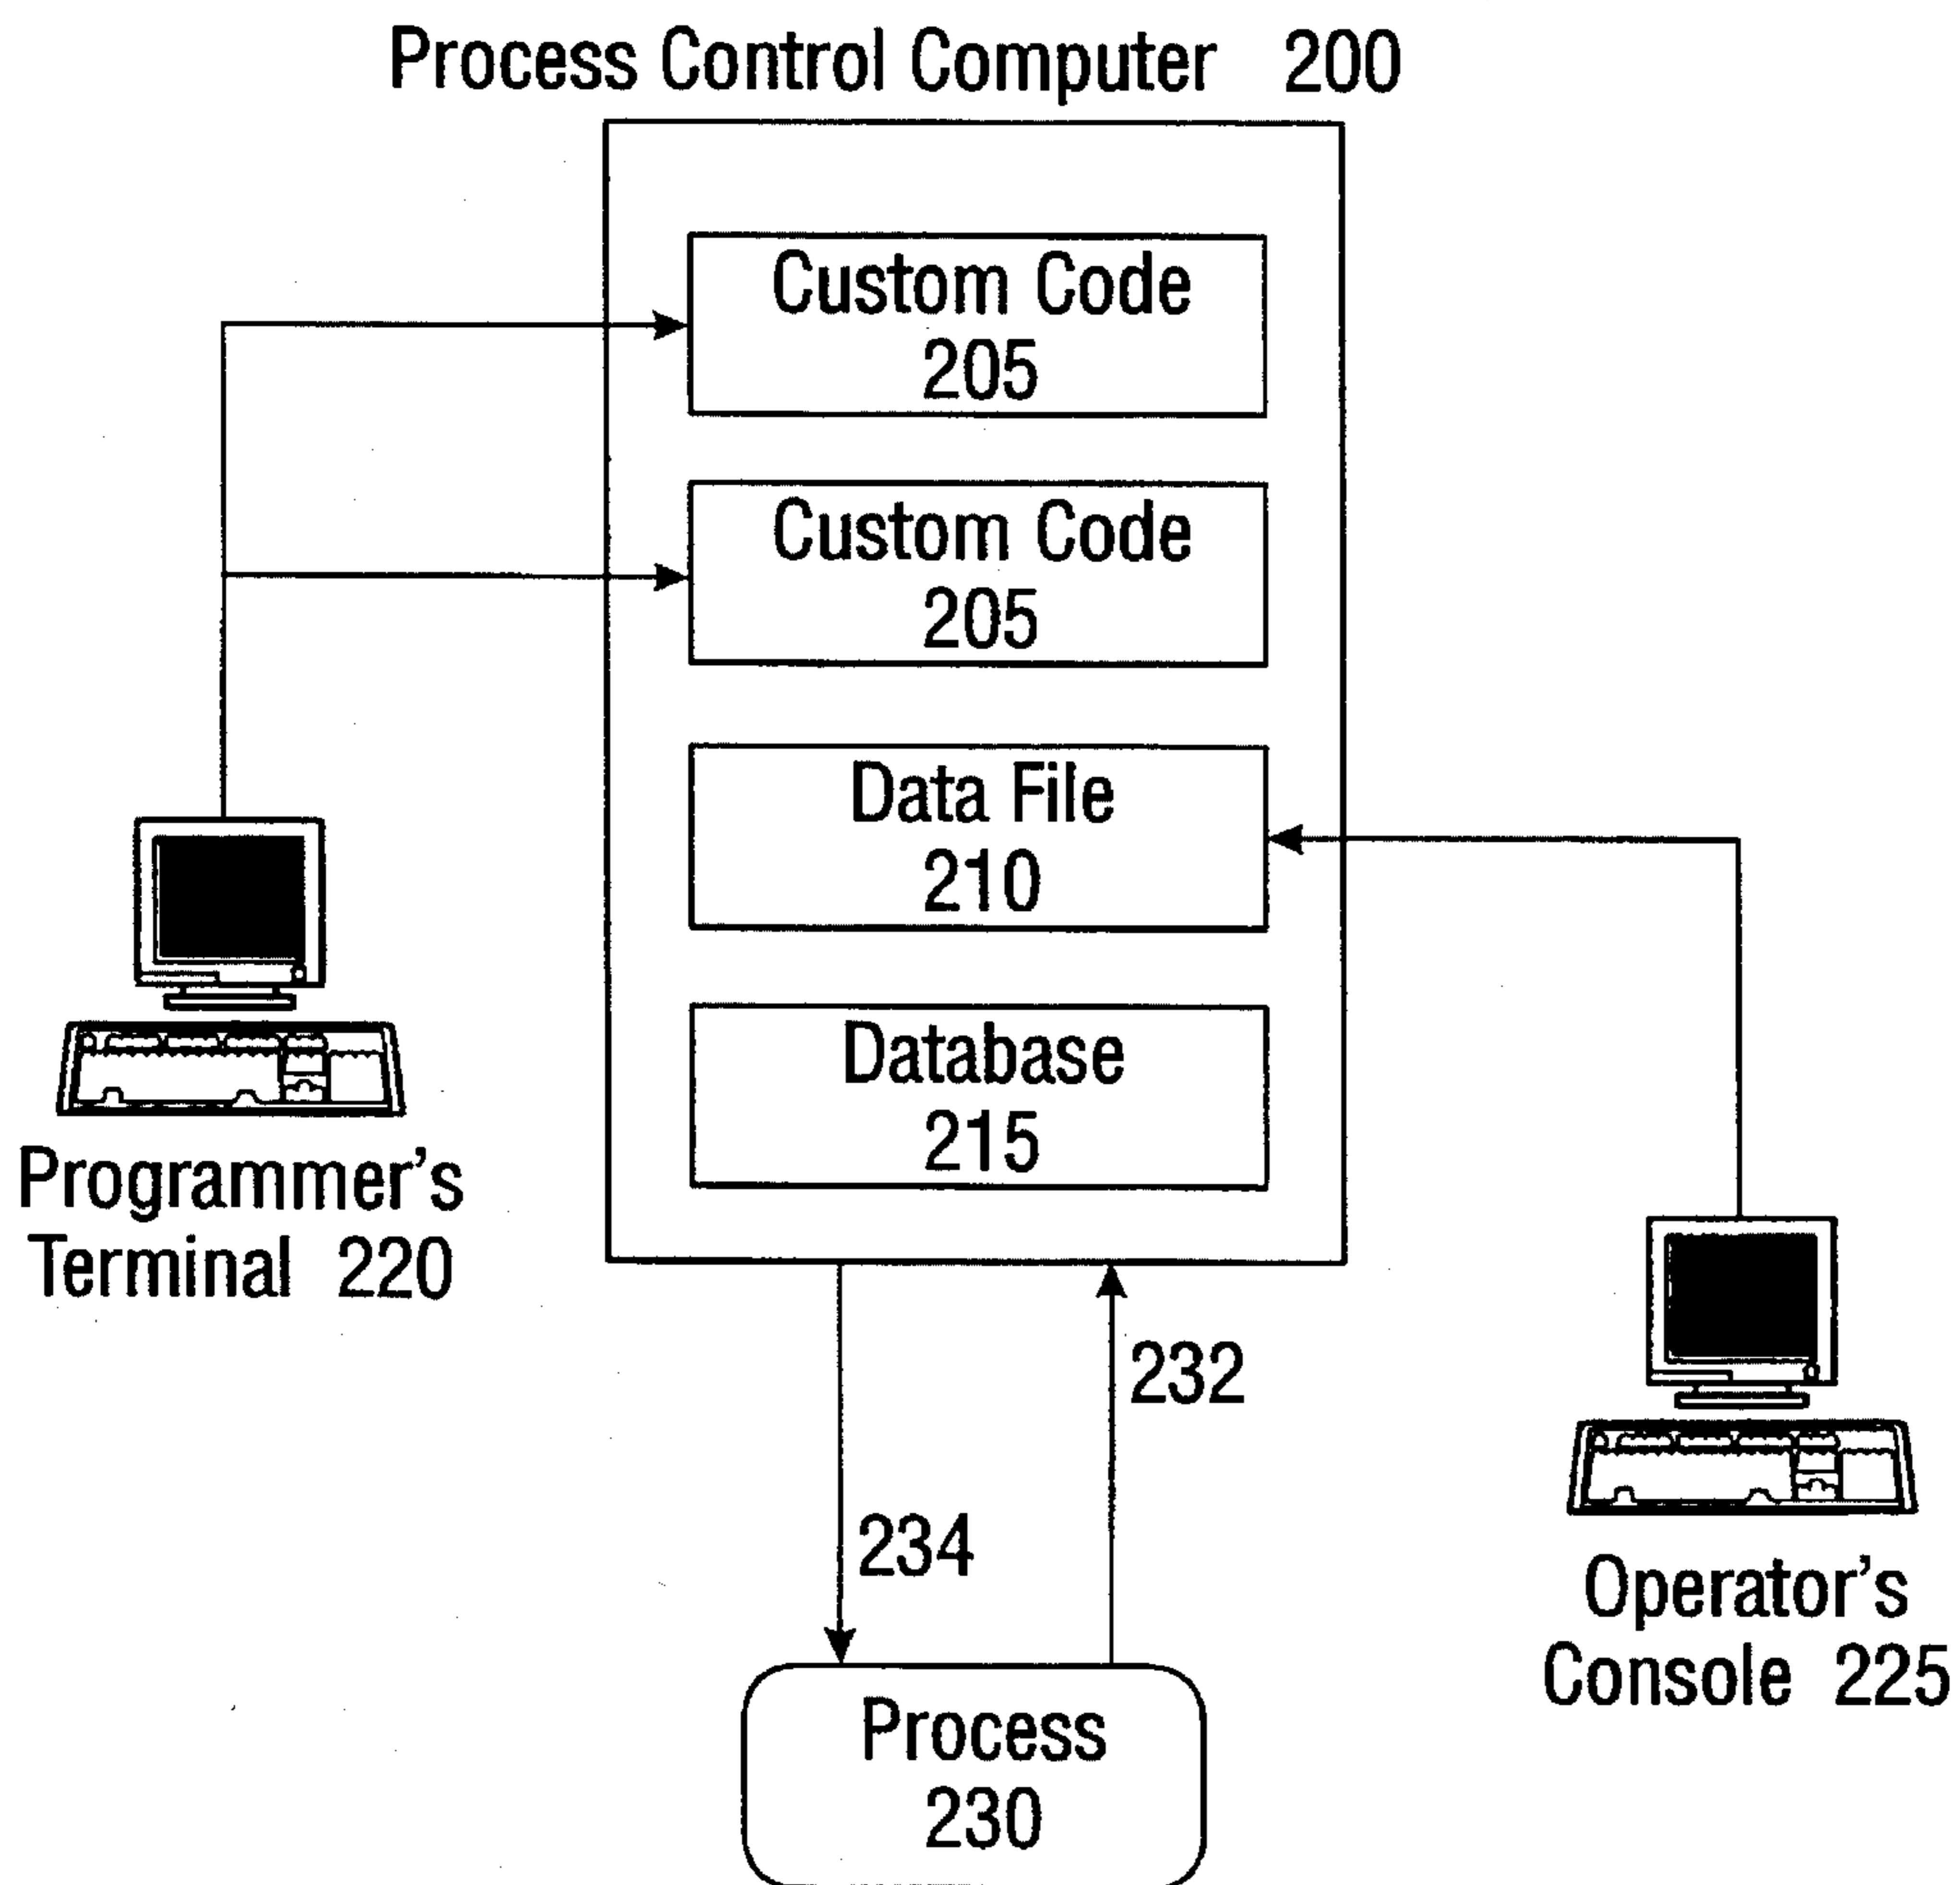 Process Control Computer 200
Custom Code
205
Custom Code
205
Data File
210
Database
215
Programmer's
Terminal 220
232
234
Operator's
Console 225
Process
230